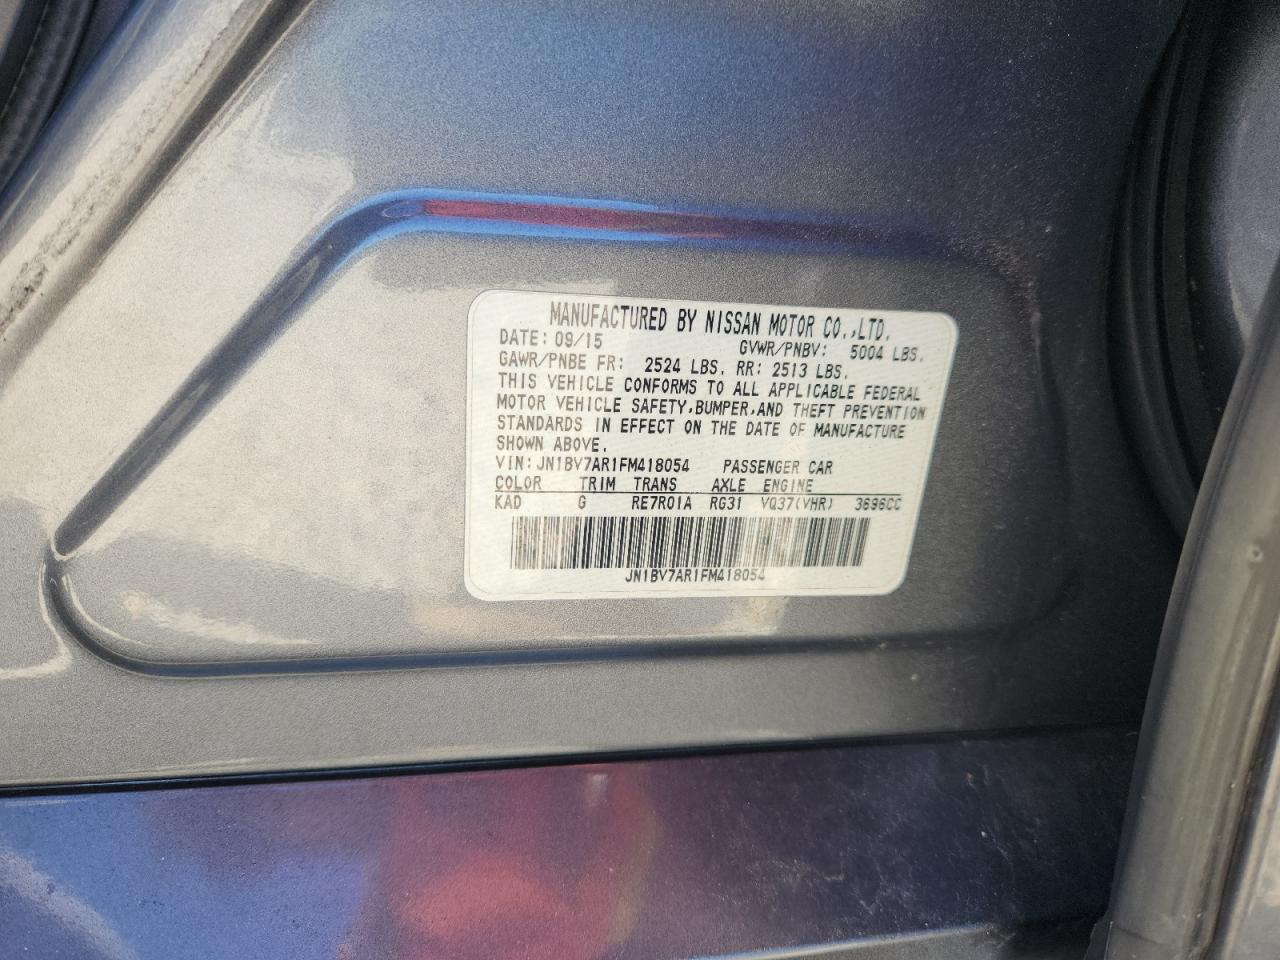 MANUFACTURED BY NISSAN MOTOR CO.,LTD.
DATE: 09/15 GVWR/PNBV: 5004 LBS.
GAWR/PNBE FR: 2524 LBS. RR: 2513 LBS.
THIS VEHICLE CONFORMS TO ALL APPLICABLE FEDERAL
MOTOR VEHICLE SAFETY,BUMPER,AND THEFT PREVENTION
STANDARDS IN EFFECT ON THE DATE OF MANUFACTURE
SHOWN ABOVE.
VIN:JN1BV7AR1FM418054 PASSENGER CAR
COLOR TRIM TRANS AXLE ENGINE
KAD G RE7R01A RG31 VQ37(VHR) 3696CC
JN1BV7AR1FM418054